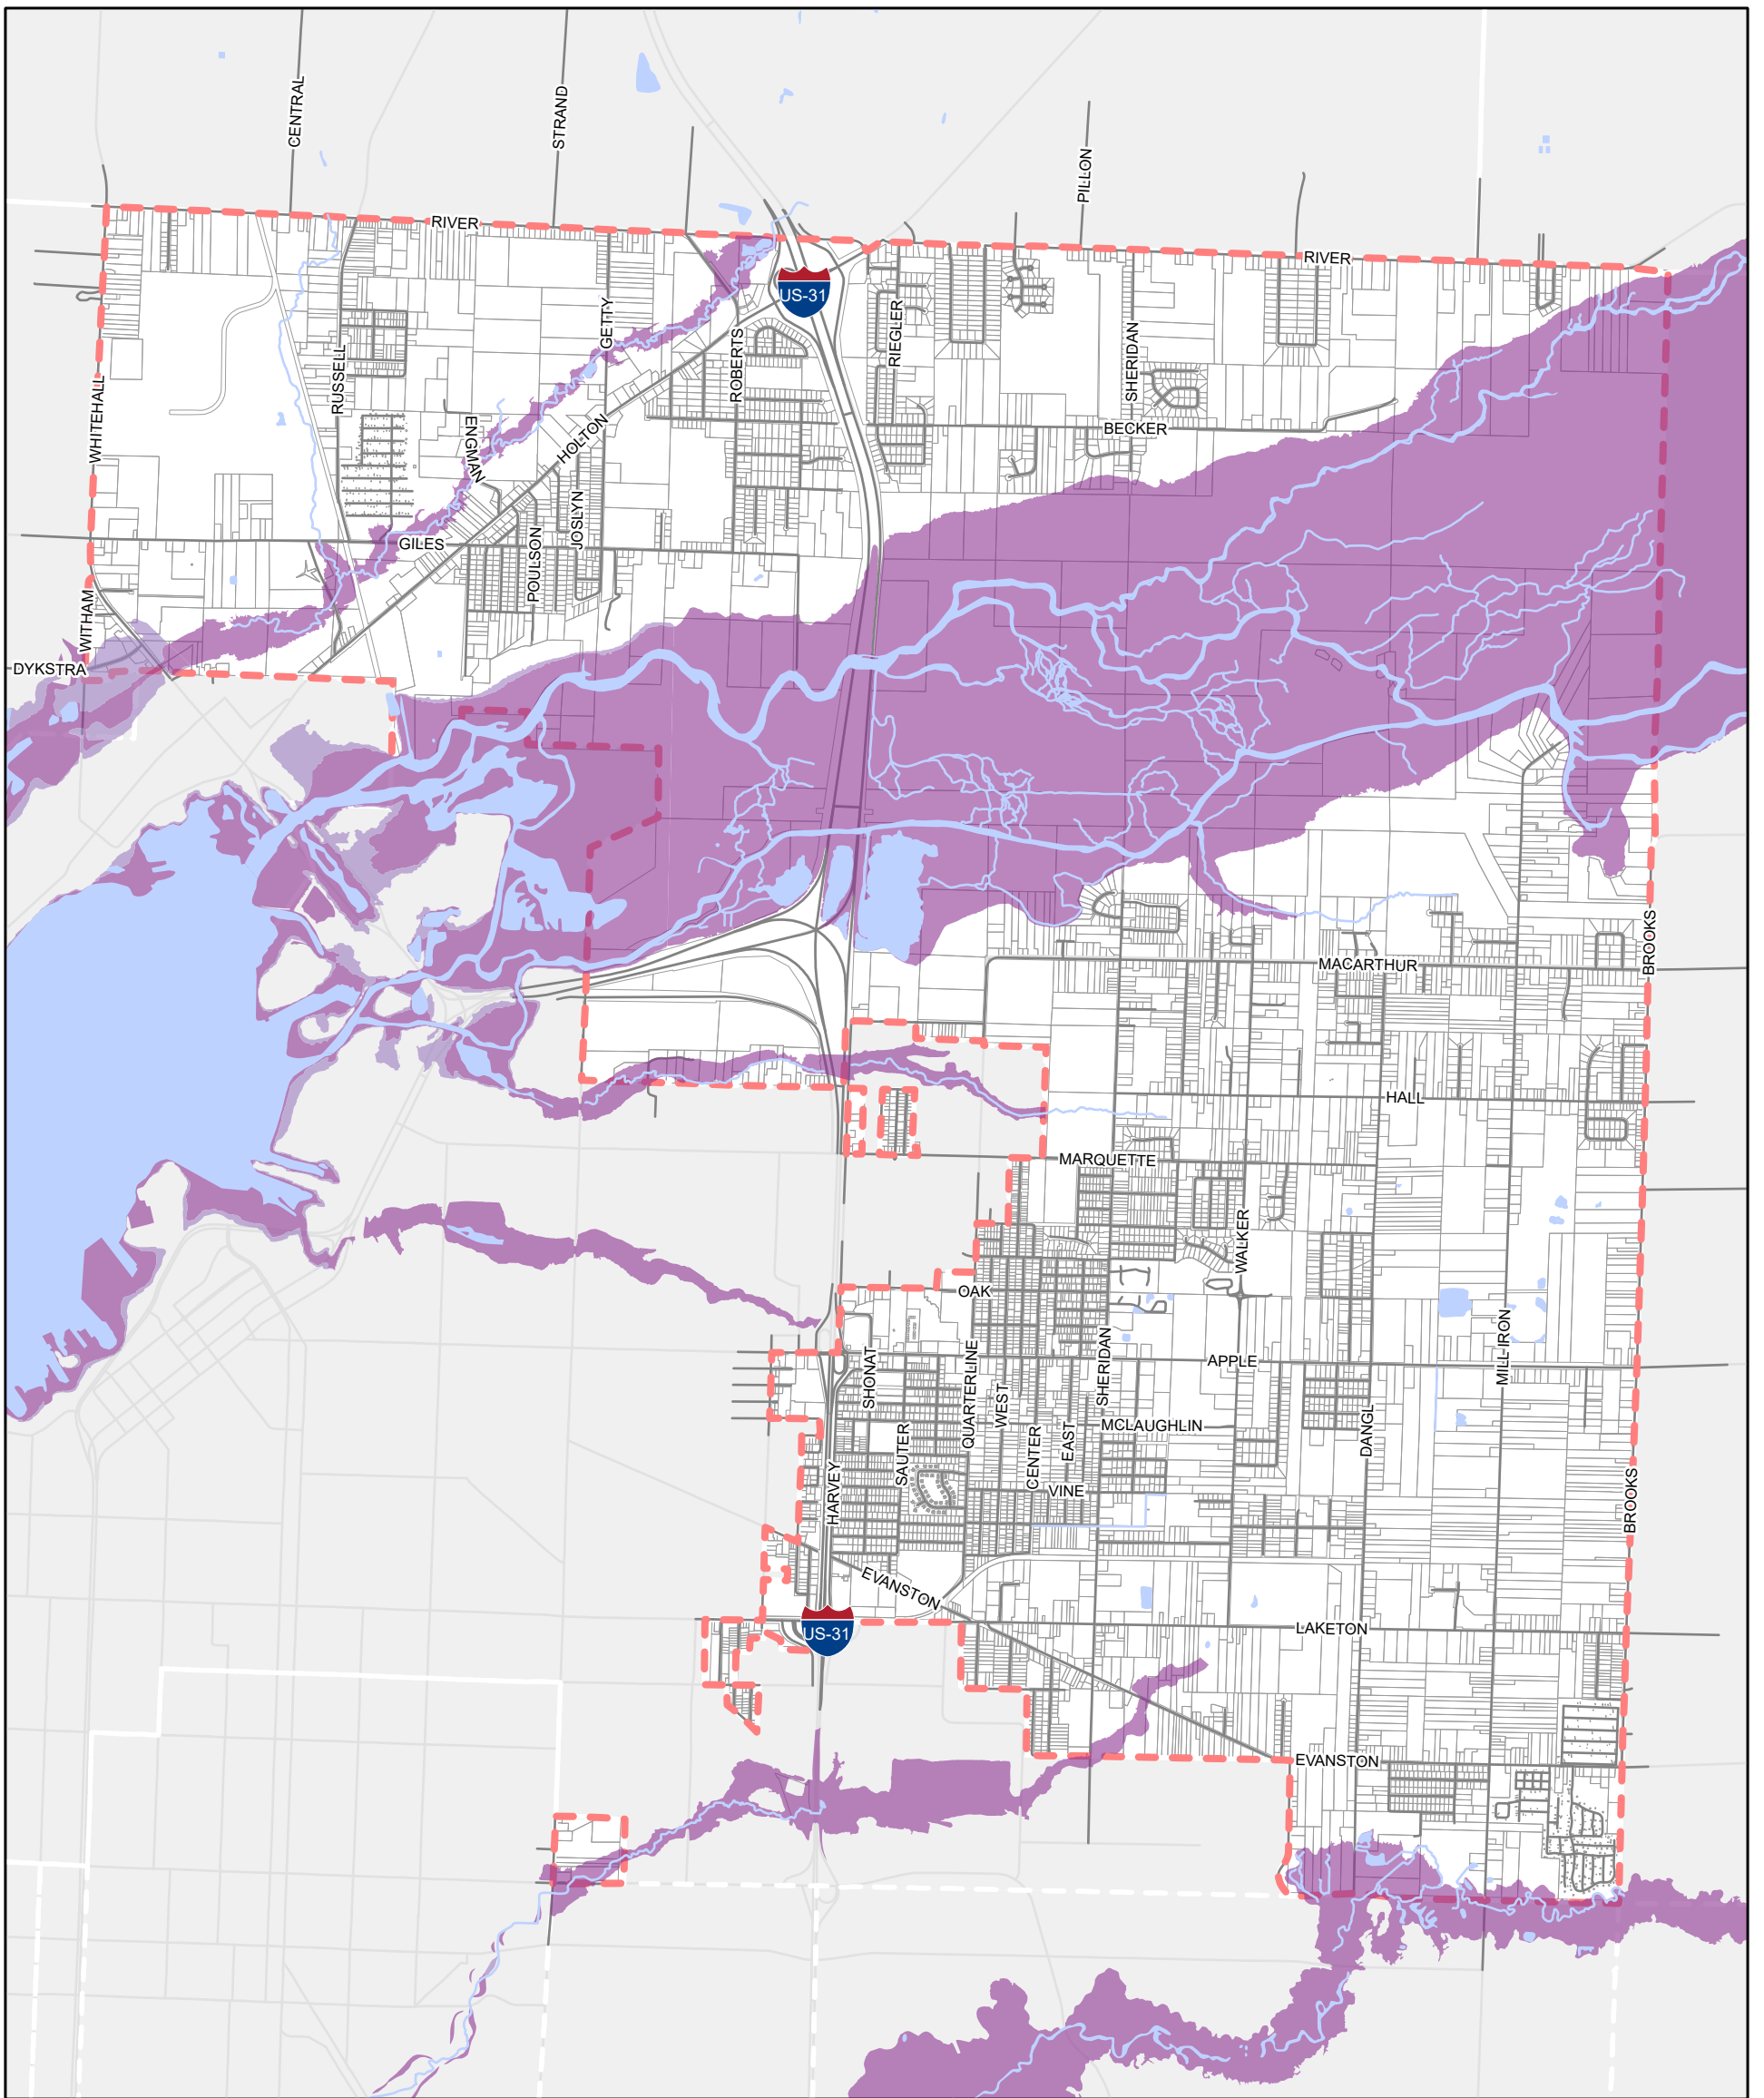 CENTRAL
STRAND
PILLON
RIVER
RIVER
US-31
GETTY
RIEGLER
SHERIDAN
ROBERTS
RUSSELL
WHITEHALL
ENGMAN
HOLTON
BECKER
JOSLYN
POULSON
GILES
WITHAM
DYKSTRA
BROOKS
MACARTHUR
HALL
MARQUETTE
WALKER
OAK
SHONAT
QUARTERLINE
WEST
SHERIDAN
APPLE
MILL IRON
MCLAUGHLIN
SAUTER
CENTER
EAST
DANGL
HARVEY
VINE
BROOKS
EVANSTON
US-31
LAKETON
EVANSTON